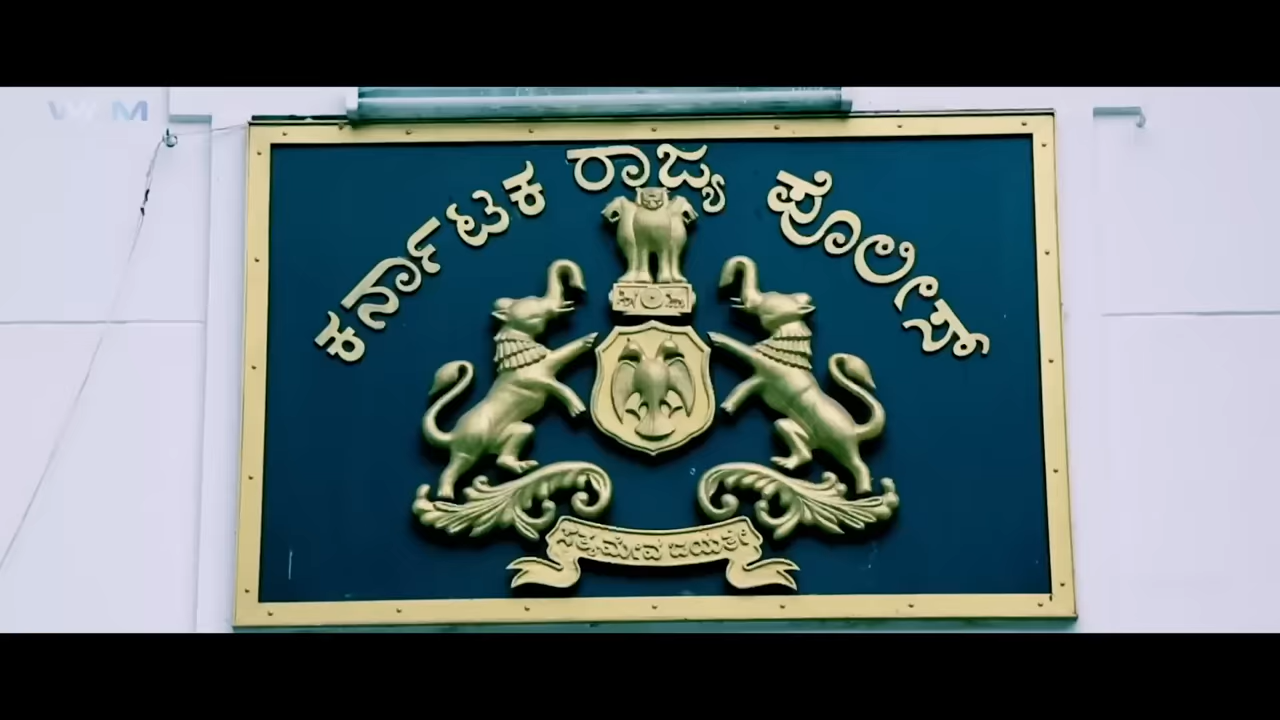 ಕರ್ನಾಟಕ ರಾಜ್ಯ ಪೊಲೀಸ್
ಸತ್ಯಮೇವ ಜಯತೇ